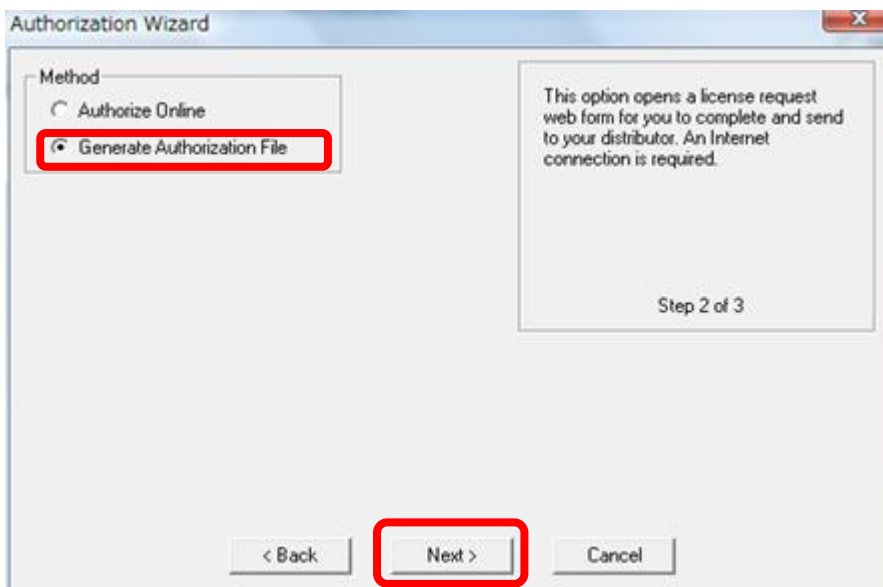 Authorization Wizard
Method
Authorize Online
Generate Authorization File
This option opens a license request
web form for you to complete and send
to your distributor. An Internet
connection is required.
Step 2 of 3
< Back
Next >
Cancel